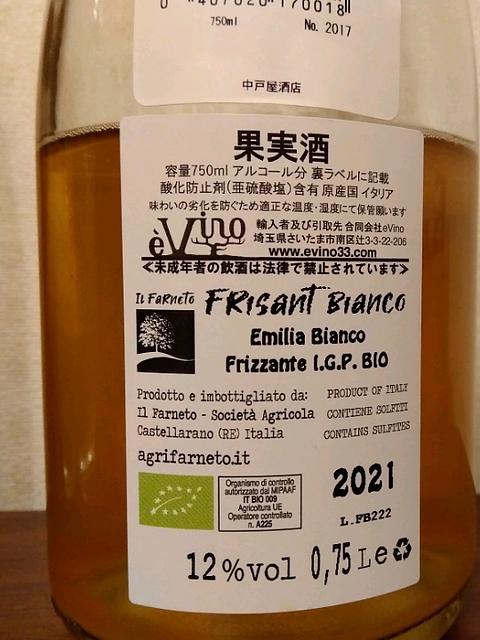 750ml
No. 2017
中戸屋酒店
果実酒
容量750ml アルコール分 裏ラベルに記載
酸化防止剤(亜硫酸塩)含有 原産国 イタリア
味わいの劣化を防ぐため適正な温度・湿度にて保管願います
èVino
輸入者及び引取先 合同会社eVino
埼玉県さいたま市南区辻3-3-22-206
www.evino33.com
≪未成年者の飲酒は法律で禁止されています≫
Il Farneto FRisant Bianco
Emilia Bianco
Frizzante I.G.P. BIO
Prodotto e imbottigliato da:
Il Farneto - Società Agricola
Castellarano (RE) Italia
agrifarneto.it
PRODUCT OF ITALY
CONTIENE SOLFITI
CONTAINS SULFITES
Organismo di controllo
autorizzato dal MIPAAF
IT BIO 009
Agricoltura UE
Operatore controllato
n. A225
2021
L.FB222
12%vol 0,75 L e